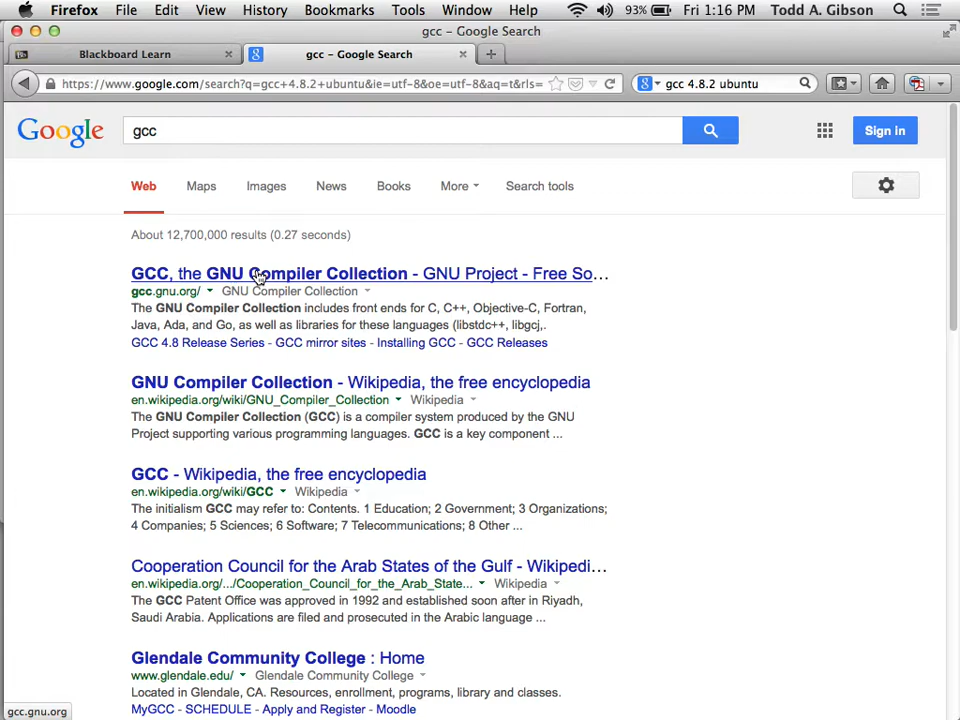 Firefox File Edit View History Bookmarks Tools Window Help 93% Fri 1:16 PM Todd A. Gibson
gcc - Google Search
Bb Blackboard Learn × 8 gcc - Google Search × +
https://www.google.com/search?q=gcc+4.8.2+ubuntu&ie=utf-8&oe=utf-8&aq=t&rls= 8 gcc 4.8.2 ubuntu
Google gcc Sign in
Web Maps Images News Books More Search tools
About 12,700,000 results (0.27 seconds)
GCC, the GNU Compiler Collection - GNU Project - Free So...
gcc.gnu.org/ GNU Compiler Collection
The GNU Compiler Collection includes front ends for C, C++, Objective-C, Fortran,
Java, Ada, and Go, as well as libraries for these languages (libstdc++, libgcj,.
GCC 4.8 Release Series - GCC mirror sites - Installing GCC - GCC Releases
GNU Compiler Collection - Wikipedia, the free encyclopedia
en.wikipedia.org/wiki/GNU_Compiler_Collection Wikipedia
The GNU Compiler Collection (GCC) is a compiler system produced by the GNU
Project supporting various programming languages. GCC is a key component ...
GCC - Wikipedia, the free encyclopedia
en.wikipedia.org/wiki/GCC Wikipedia
The initialism GCC may refer to: Contents. 1 Education; 2 Government; 3 Organizations;
4 Companies; 5 Sciences; 6 Software; 7 Telecommunications; 8 Other ...
Cooperation Council for the Arab States of the Gulf - Wikipedi...
en.wikipedia.org/.../Cooperation_Council_for_the_Arab_State... Wikipedia
The GCC Patent Office was approved in 1992 and established soon after in Riyadh,
Saudi Arabia. Applications are filed and prosecuted in the Arabic language ...
Glendale Community College : Home
www.glendale.edu/ Glendale Community College
Located in Glendale, CA. Resources, enrollment, programs, library and classes.
MyGCC - SCHEDULE - Apply and Register - Moodle
gcc.gnu.org